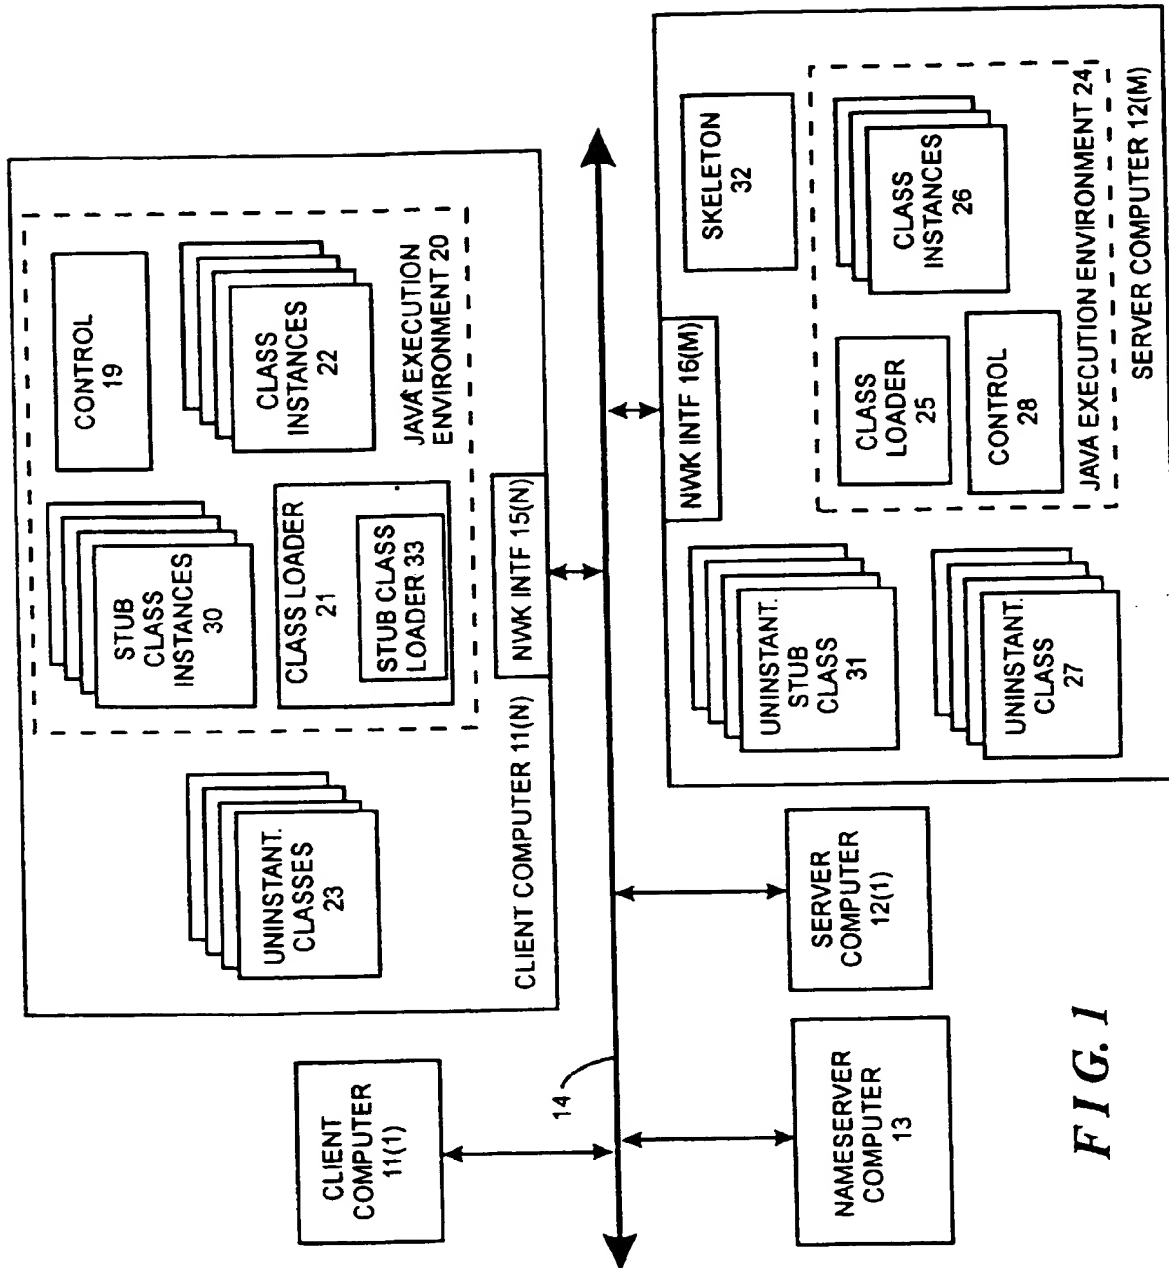 CLIENT
COMPUTER
11(1)
UNINSTANT.
CLASSES
23
STUB
CLASS
INSTANCES
30
CONTROL
19
CLASS LOADER
21
STUB CLASS
LOADER 33
CLASS
INSTANCES
22
JAVA EXECUTION
ENVIRONMENT 20
CLIENT COMPUTER 11(N)
NWK INTF 15(N)
14
NAMESERVER
COMPUTER
13
SERVER
COMPUTER
12(1)
NWK INTF 16(M)
SKELETON
32
UNINSTANT.
STUB
CLASS
31
UNINSTANT.
CLASS
27
CLASS
LOADER
25
CLASS
INSTANCES
26
CONTROL
28
JAVA EXECUTION ENVIRONMENT 24
SERVER COMPUTER 12(M)
FIG. 1